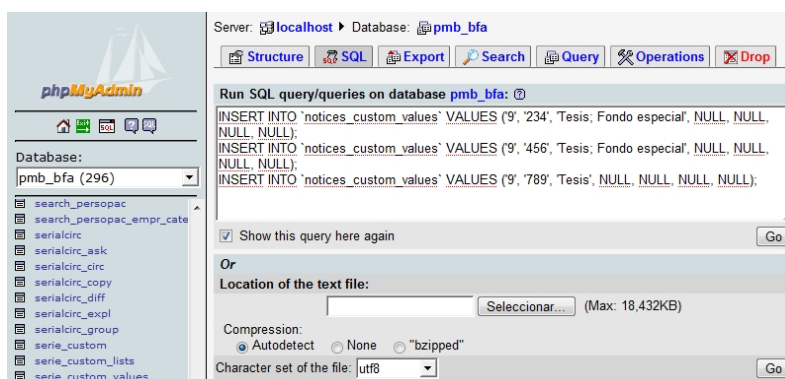 phpMyAdmin
SQL
Database:
pmb_bfa (296)
search_persopac
search_persopac_empr_cate
serialcirc
serialcirc_ask
serialcirc_circ
serialcirc_copy
serialcirc_diff
serialcirc_expl
serialcirc_group
serie_custom
serie_custom_lists
serie_custom_values
Server: localhost Database: pmb_bfa
Structure SQL Export Search Query Operations Drop
Run SQL query/queries on database pmb_bfa:
INSERT INTO `notices_custom_values` VALUES ('9', '234', 'Tesis; Fondo especial', NULL, NULL,
NULL, NULL);
INSERT INTO `notices_custom_values` VALUES ('9', '456', 'Tesis; Fondo especial', NULL, NULL,
NULL, NULL);
INSERT INTO `notices_custom_values` VALUES ('9', '789', 'Tesis', NULL, NULL, NULL, NULL);
Show this query here again Go
Or
Location of the text file:
Seleccionar... (Max: 18,432KB)
Compression:
Autodetect None "bzipped"
Character set of the file: utf8 Go